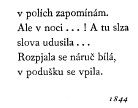 v polích zapomínám.
Ale v noci . . . ! A tu slza
slova udusila . . .
Rozpjala se náruč bílá,
v podušku se vpila.
1844